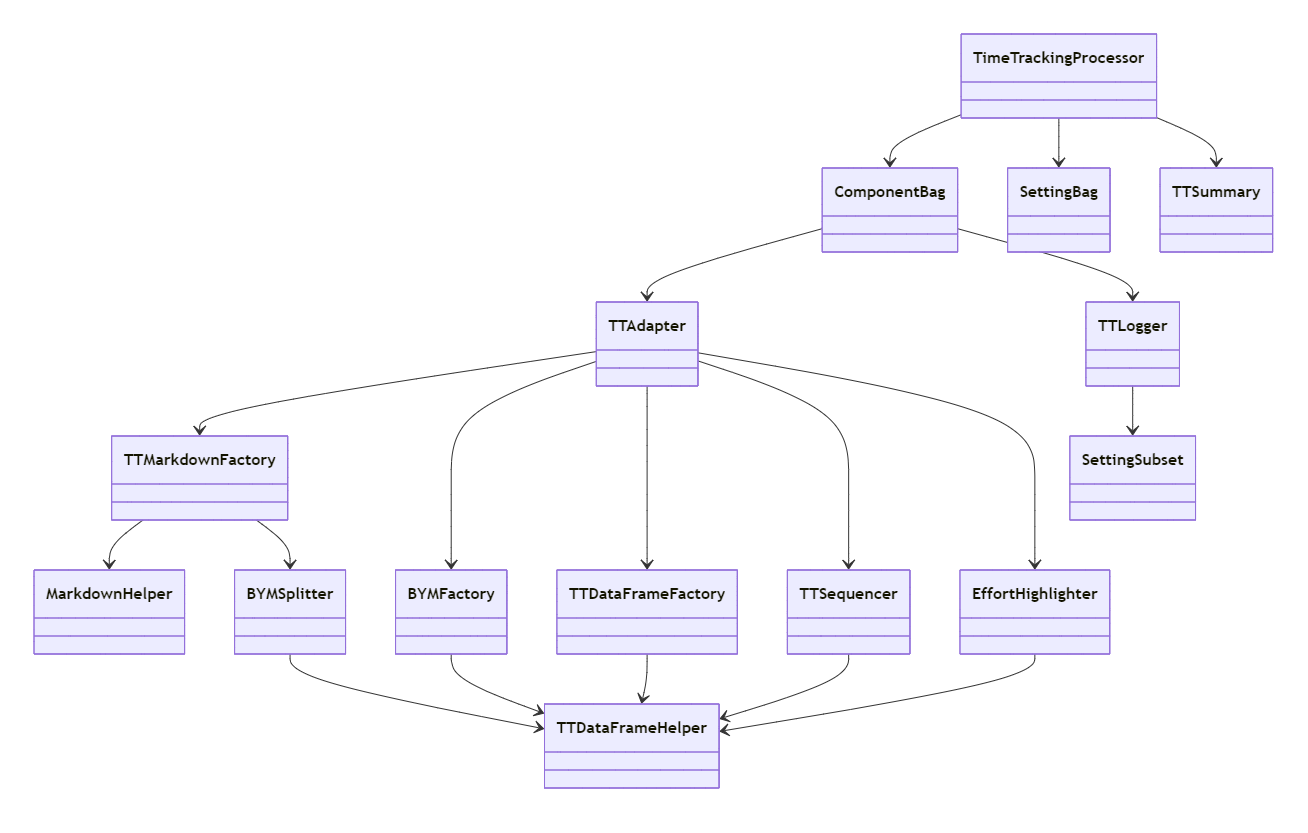 TimeTrackingProcessor
ComponentBag
SettingBag
TTSummary
TTAdapter
TTLogger
TTMarkdownFactory
SettingSubset
MarkdownHelper
BYMSplitter
BYMFactory
TTDataFrameFactory
TTSequencer
EffortHighlighter
TTDataFrameHelper